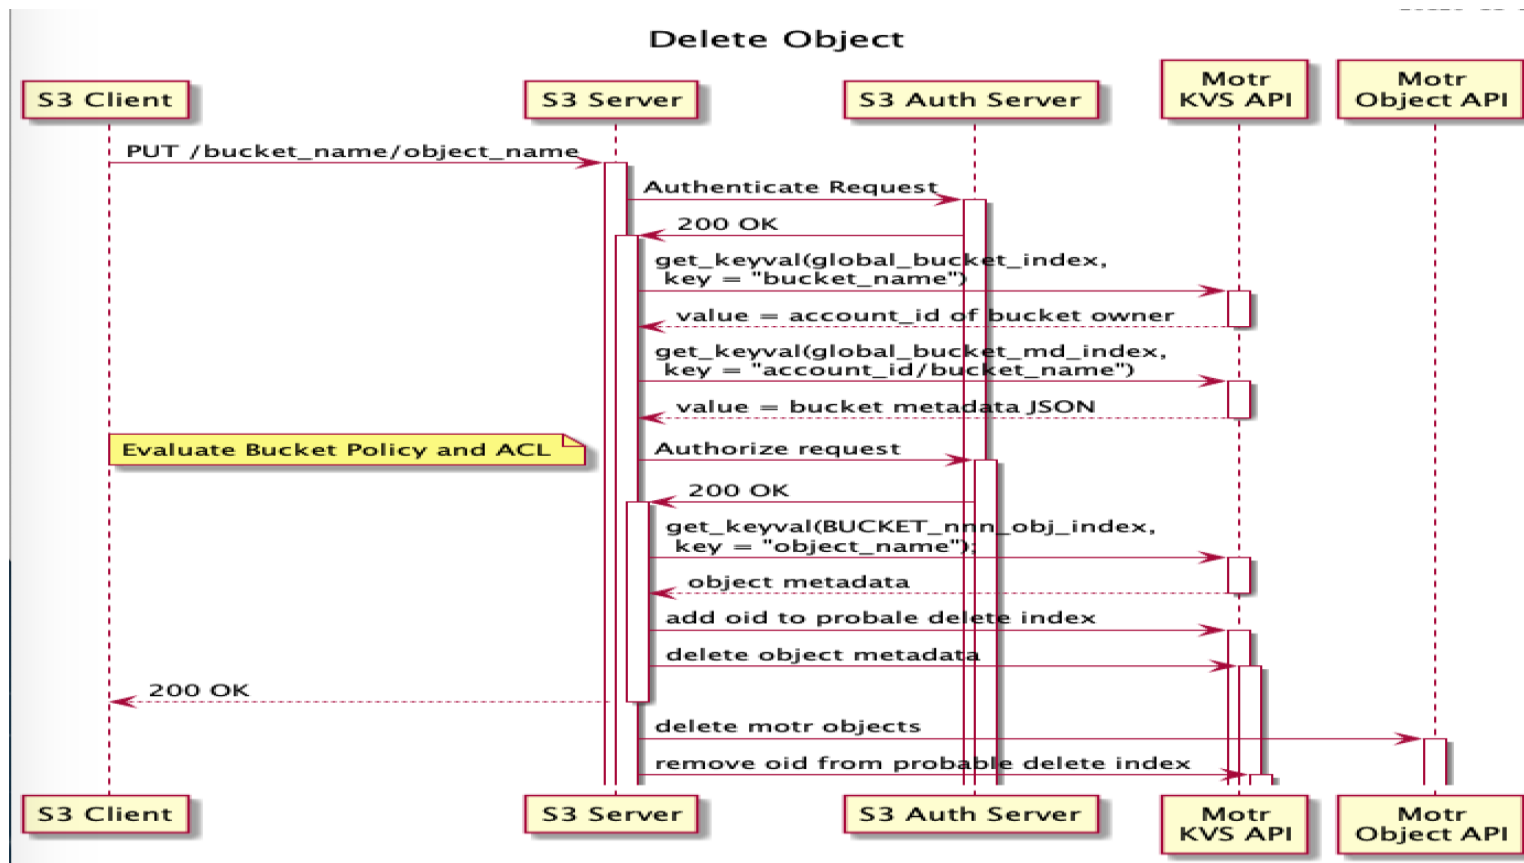 Delete Object
S3 Client
S3 Server
S3 Auth Server
Motr
KVS API
Motr
Object API
PUT /bucket_name/object_name
Authenticate Request
200 OK
get_keyval(global_bucket_index,
key = "bucket_name")
value = account_id of bucket owner
get_keyval(global_bucket_md_index,
key = "account_id/bucket_name")
value = bucket metadata JSON
Evaluate Bucket Policy and ACL
Authorize request
200 OK
get_keyval(BUCKET_nnn_obj_index,
key = "object_name");
object metadata
add oid to probale delete index
delete object metadata
200 OK
delete motr objects
remove oid from probable delete index
S3 Client
S3 Server
S3 Auth Server
Motr
KVS API
Motr
Object API